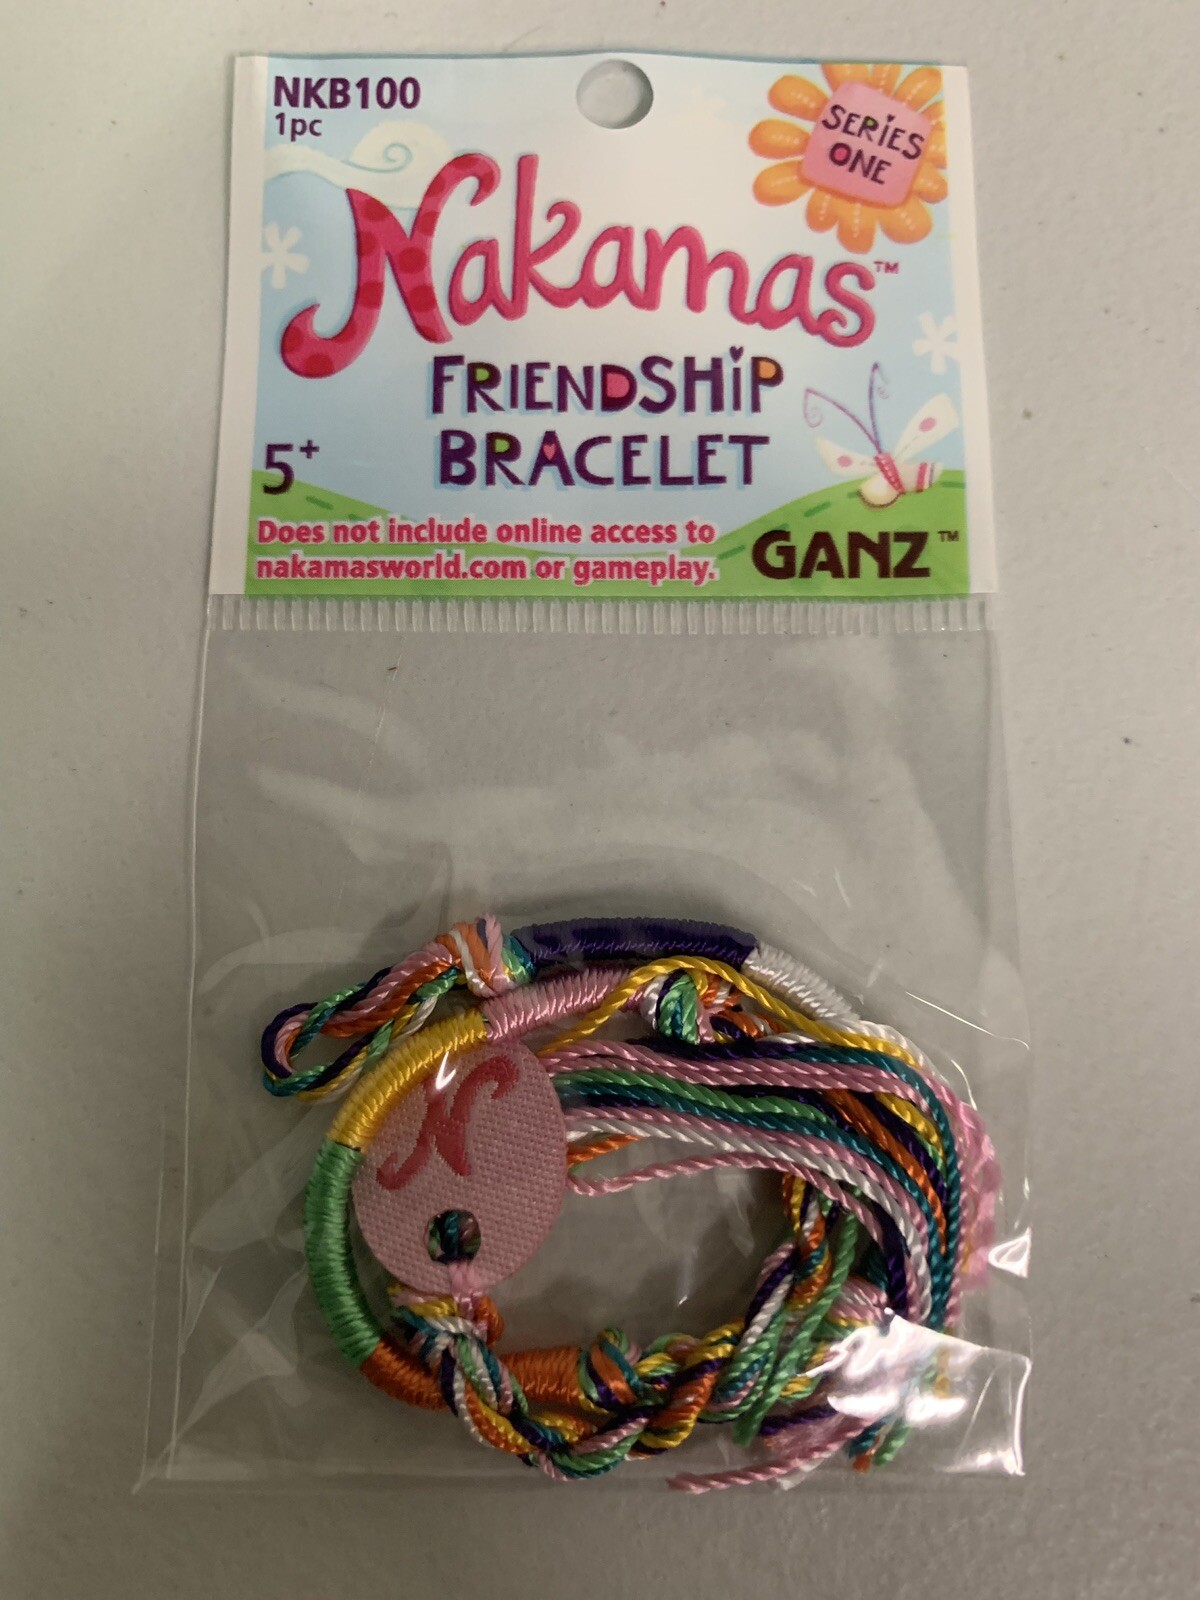 NKB100
1pc
SERIES
ONE
Nakamas™
FRIENDSHiP
BRACELET
5+
Does not include online access to
nakamasworld.com or gameplay.
GANZ™
N